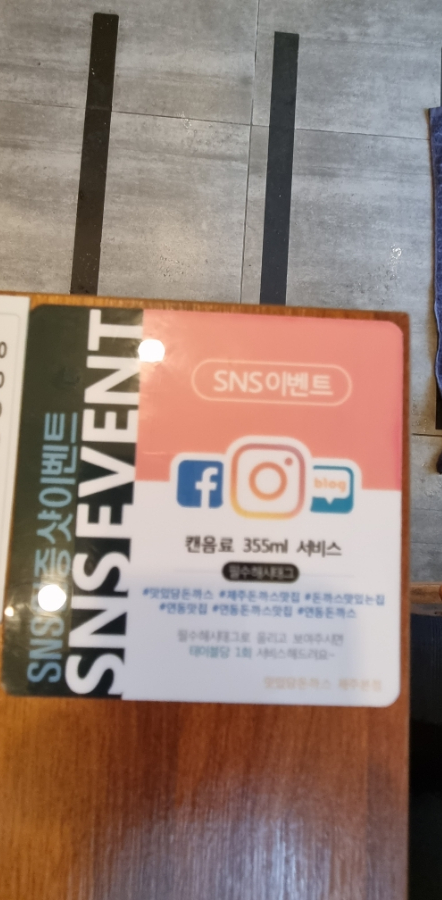 SNS 인증샷이벤트
SNS EVENT
SNS이벤트
blog
캔음료 355ml 서비스
필수해시태그
#맛있담돈까스 #제주돈까스맛집 #돈까스맛있는집
#연동맛집 #연동돈까스맛집 #연동돈까스
필수해시태그로 올리고 보여주시면
테이블당 1회 서비스해드려요~